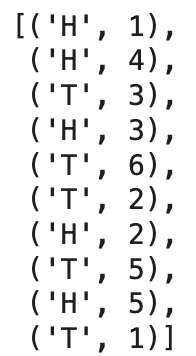 [('H', 1),
('H', 4),
('T', 3),
('H', 3),
('T', 6),
('T', 2),
('H', 2),
('T', 5),
('H', 5),
('T', 1)]